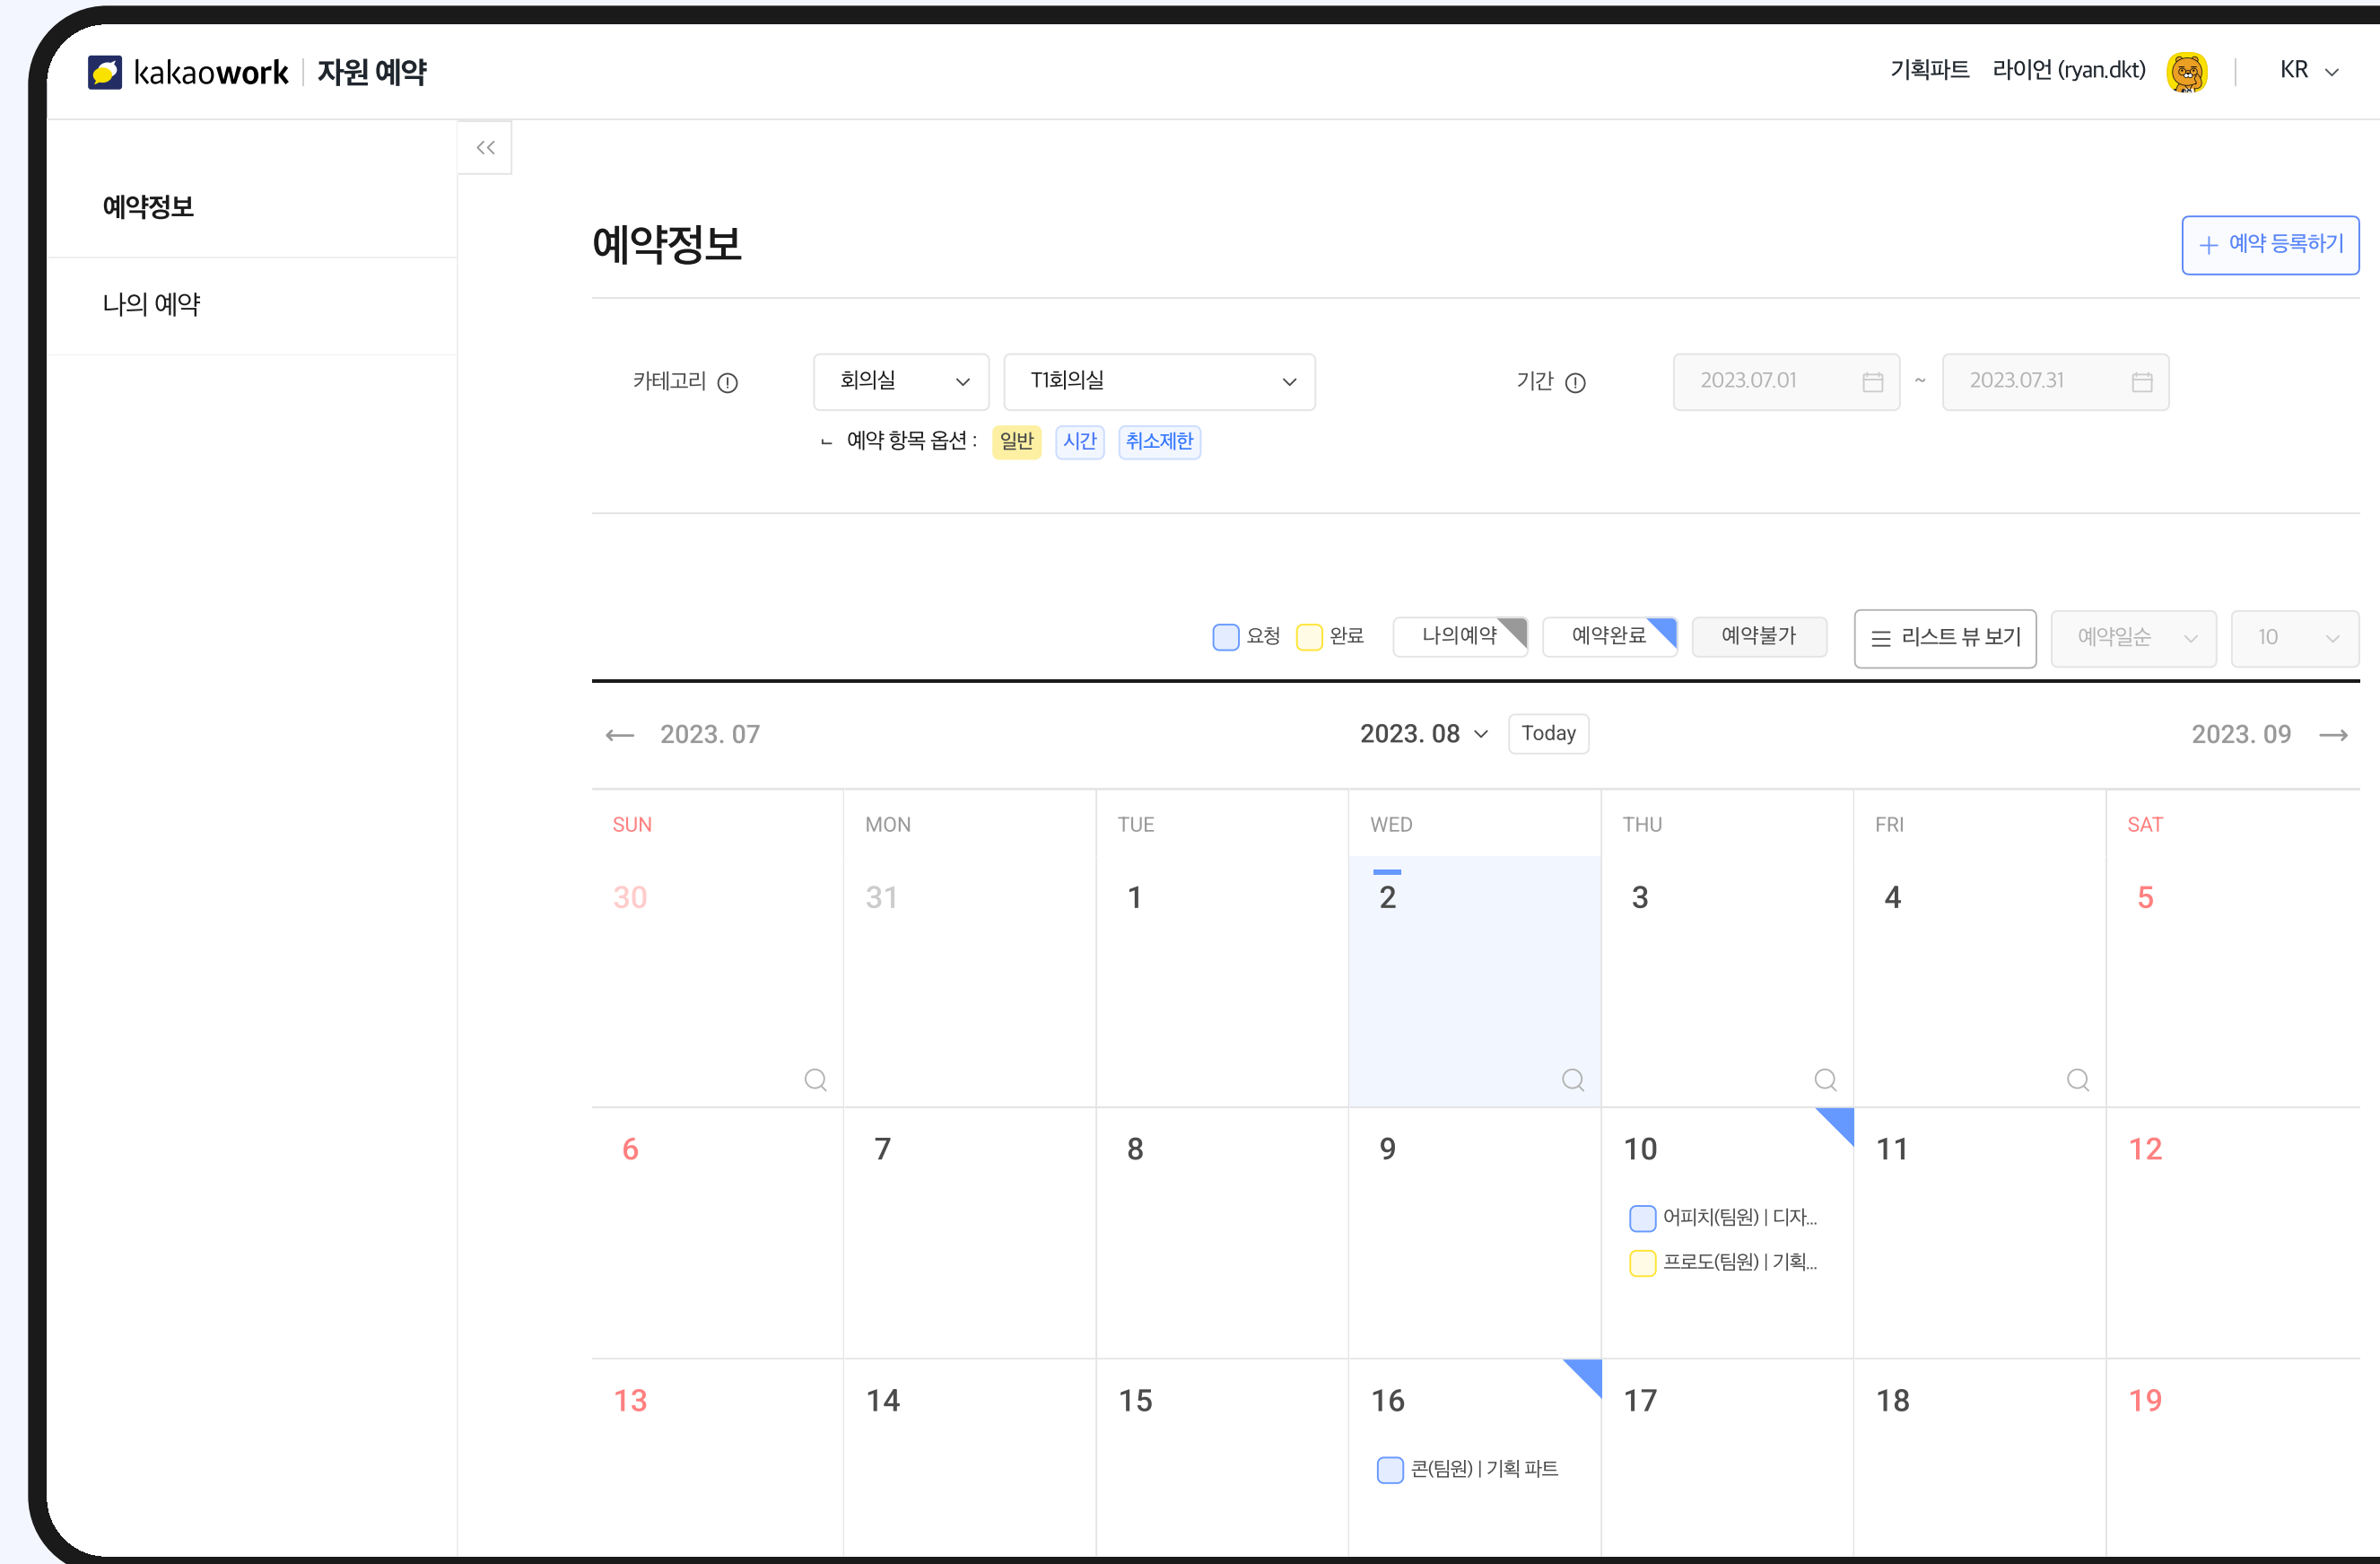 kakaowork | 자원 예약
기획파트 라이언 (ryan.dkt) | KR
예약정보
나의 예약
예약정보
+ 예약 등록하기
카테고리 회의실 T1회의실 기간 2023.07.01 ~ 2023.07.31
ㄴ 예약 항목 옵션 : 일반 시간 취소제한
요청 완료 나의예약 예약완료 예약불가 리스트 뷰 보기 예약일순 10
← 2023. 07 2023. 08 Today 2023. 09 →
SUN MON TUE WED THU FRI SAT
30 31 1 2 3 4 5
6 7 8 9 10 11 12
어피치(팀원) | 디자...
프로도(팀원) | 기획...
13 14 15 16 17 18 19
콘(팀원) | 기획 파트